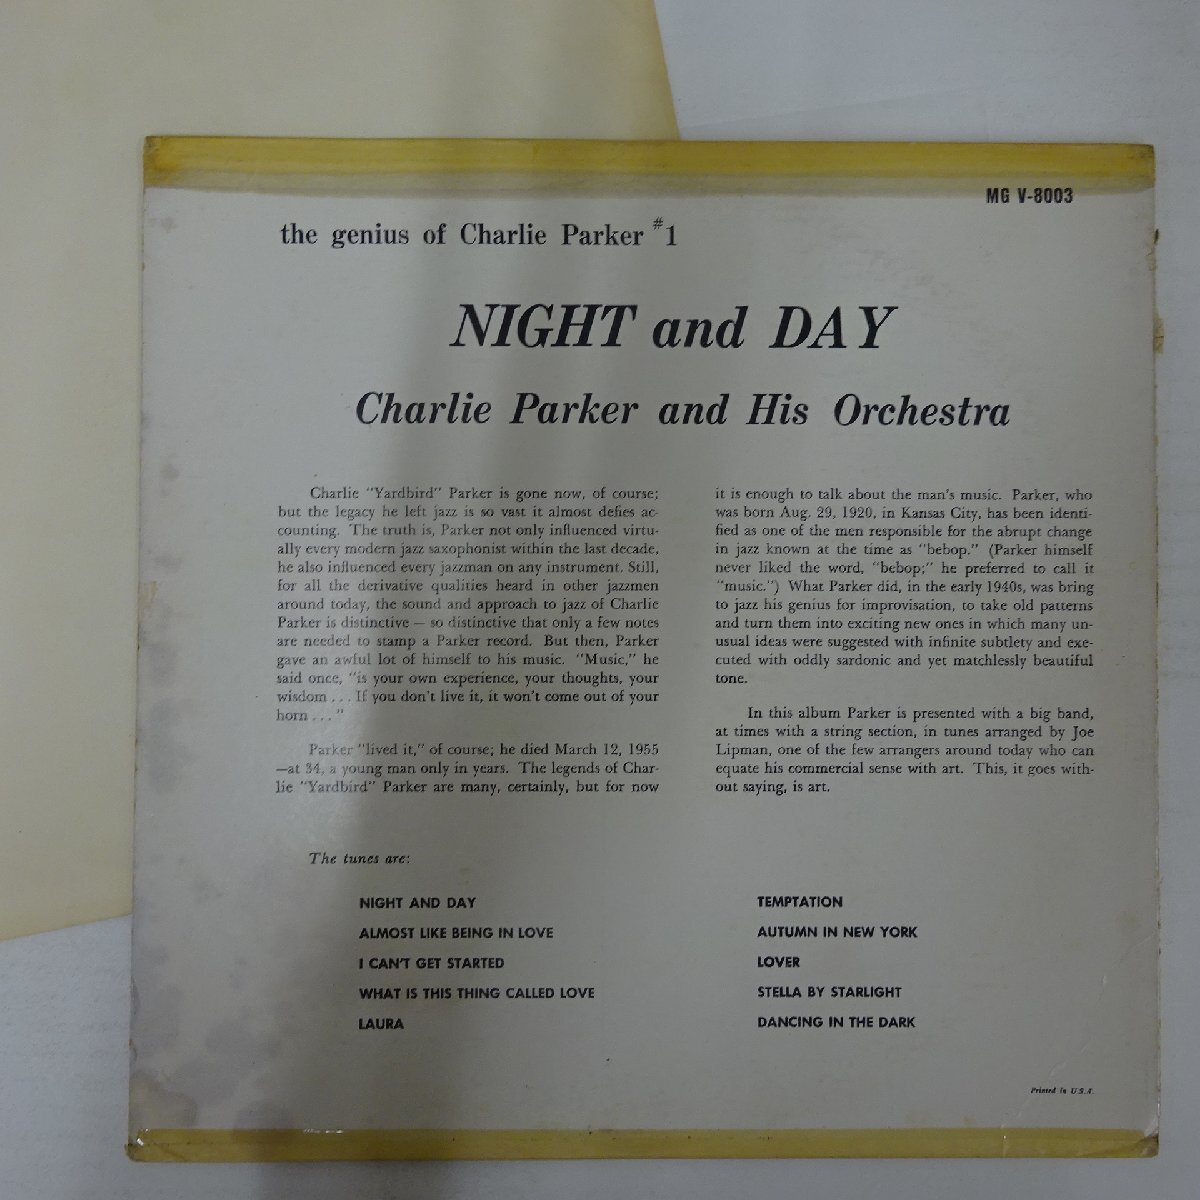 MG V-8003
the genius of Charlie Parker #1
NIGHT and DAY
Charlie Parker and His Orchestra
Charlie "Yardbird" Parker is gone now, of course;
but the legacy he left jazz is so vast it almost defies ac-
counting. The truth is, Parker not only influenced virtu-
ally every modern jazz saxophonist within the last decade,
he also influenced every jazzman on any instrument. Still,
for all the derivative qualities heard in other jazzmen
around today, the sound and approach to jazz of Charlie
Parker is distinctive — so distinctive that only a few notes
are needed to stamp a Parker record. But then, Parker
gave an awful lot of himself to his music. "Music," he
said once, "is your own experience, your thoughts, your
wisdom . . . If you don't live it, it won't come out of your
horn . . . "
Parker "lived it," of course; he died March 12, 1955
—at 34, a young man only in years. The legends of Char-
lie "Yardbird" Parker are many, certainly, but for now
it is enough to talk about the man's music. Parker, who
was born Aug. 29, 1920, in Kansas City, has been identi-
fied as one of the men responsible for the abrupt change
in jazz known at the time as "bebop." (Parker himself
never liked the word, "bebop;" he preferred to call it
"music.") What Parker did, in the early 1940s, was bring
to jazz his genius for improvisation, to take old patterns
and turn them into exciting new ones in which many un-
usual ideas were suggested with infinite subtlety and exe-
cuted with oddly sardonic and yet matchlessly beautiful
tone.
In this album Parker is presented with a big band,
at times with a string section, in tunes arranged by Joe
Lipman, one of the few arrangers around today who can
equate his commercial sense with art. This, it goes with-
out saying, is art.
The tunes are:
NIGHT AND DAY
ALMOST LIKE BEING IN LOVE
I CAN'T GET STARTED
WHAT IS THIS THING CALLED LOVE
LAURA
TEMPTATION
AUTUMN IN NEW YORK
LOVER
STELLA BY STARLIGHT
DANCING IN THE DARK
Printed in U.S.A.